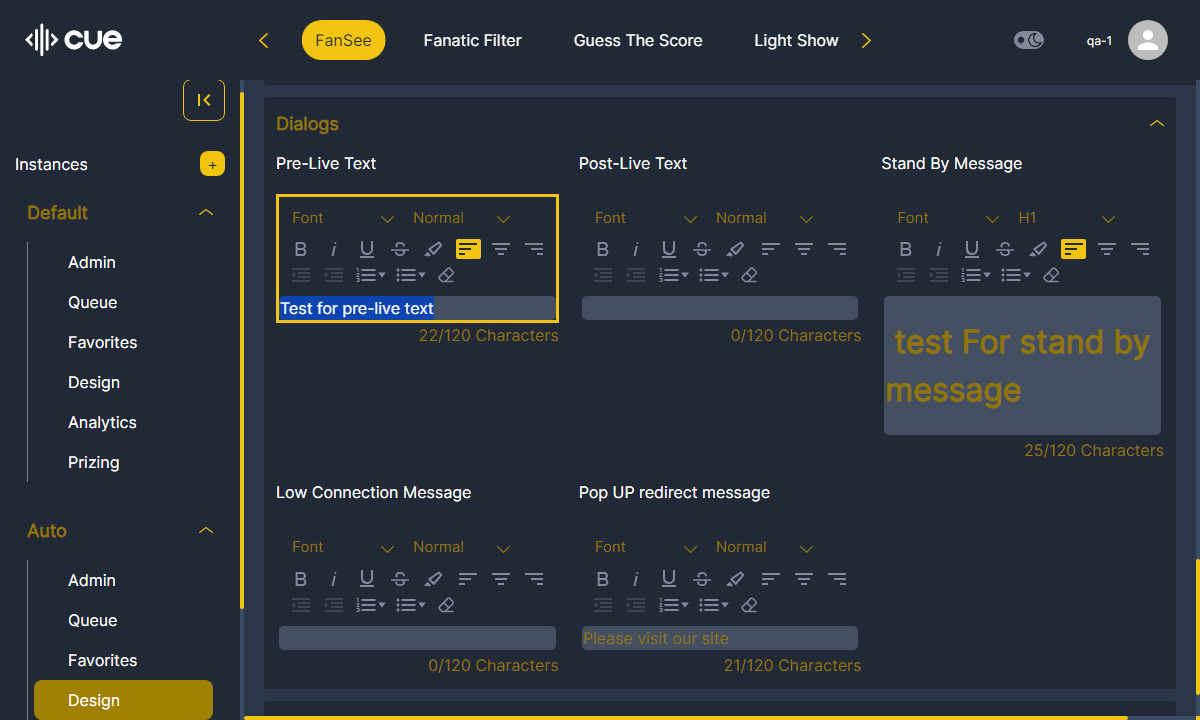 cue
FanSee
Fanatic Filter
Guess The Score
Light Show
qa-1
Instances
+
Default
Admin
Queue
Favorites
Design
Analytics
Prizing
Auto
Admin
Queue
Favorites
Design
Dialogs
Pre-Live Text
Font Normal
B i U S
Test for pre-live text
22/120 Characters
Post-Live Text
Font Normal
B i U S
0/120 Characters
Stand By Message
Font H1
B i U S
test For stand by
message
25/120 Characters
Low Connection Message
Font Normal
B i U S
0/120 Characters
Pop UP redirect message
Font Normal
B i U S
Please visit our site
21/120 Characters